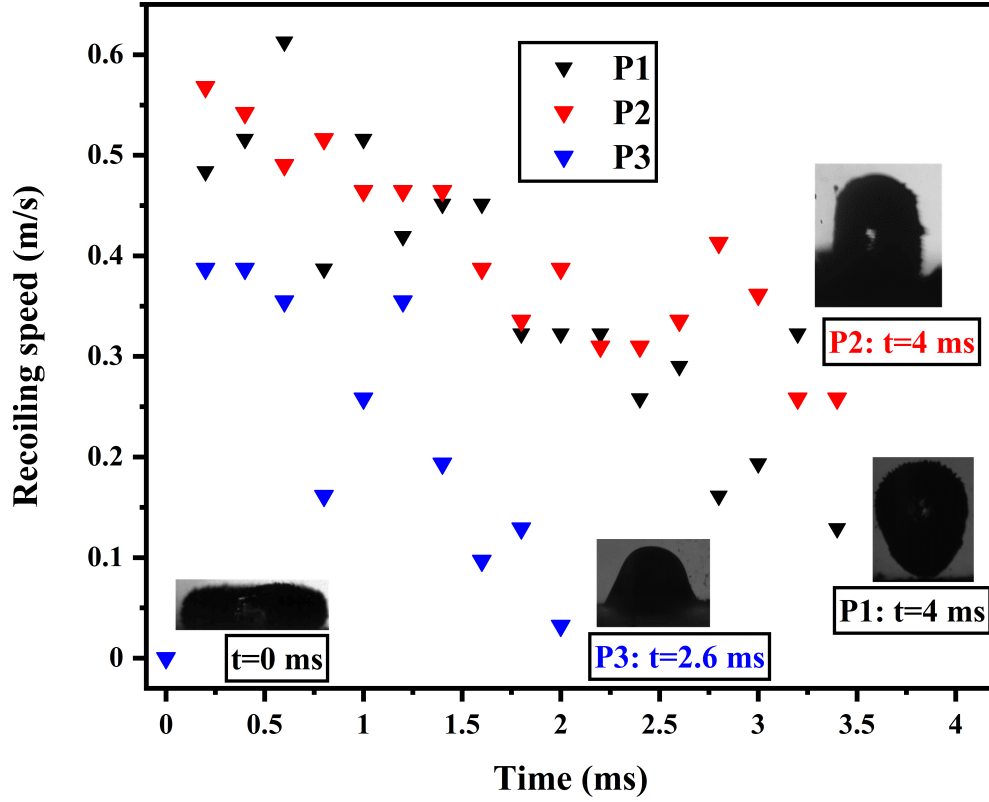 Recoiling speed (m/s)
0.6
0.5
0.4
0.3
0.2
0.1
0
P1
P2
P3
P2: t=4 ms
P1: t=4 ms
P3: t=2.6 ms
t=0 ms
0 0.5 1 1.5 2 2.5 3 3.5 4
Time (ms)